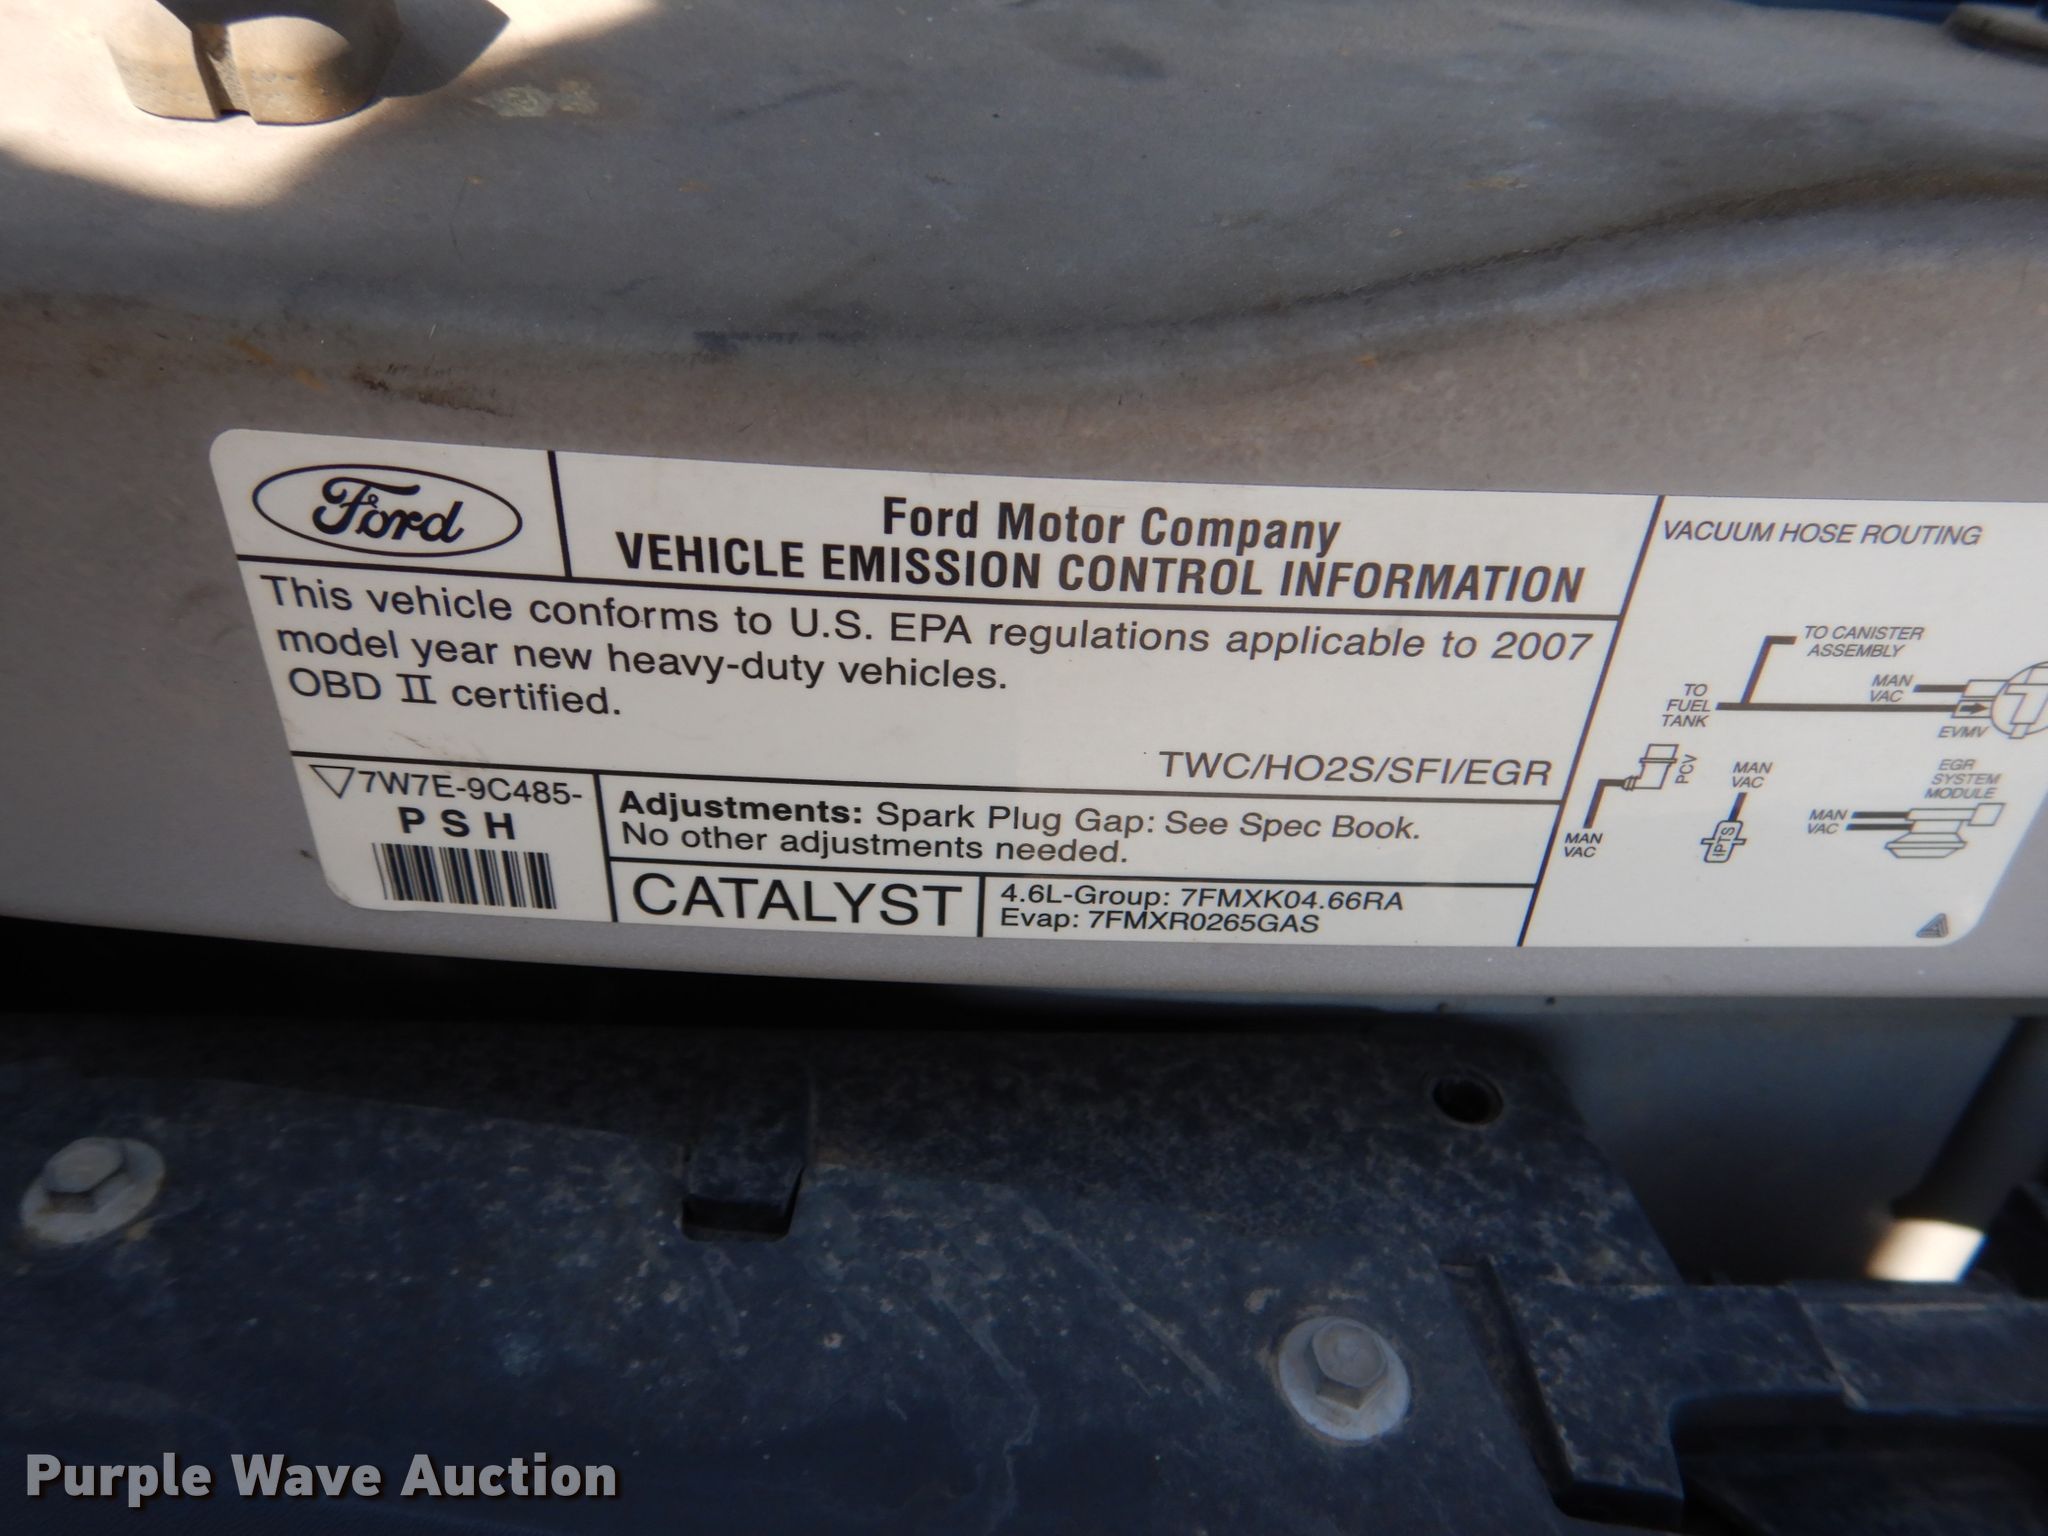 Ford
Ford Motor Company
VEHICLE EMISSION CONTROL INFORMATION
This vehicle conforms to U.S. EPA regulations applicable to 2007
model year new heavy-duty vehicles.
OBD II certified.
TWC/HO2S/SFI/EGR
7W7E-9C485-
P S H
Adjustments: Spark Plug Gap: See Spec Book.
No other adjustments needed.
CATALYST
4.6L-Group: 7FMXK04.66RA
Evap: 7FMXR0265GAS
VACUUM HOSE ROUTING
TO CANISTER
ASSEMBLY
MAN
VAC
TO
FUEL
TANK
EVMV
PCV
MAN
VAC
MAN
VAC
IPTS
EGR
SYSTEM
MODULE
MAN
VAC
Purple Wave Auction